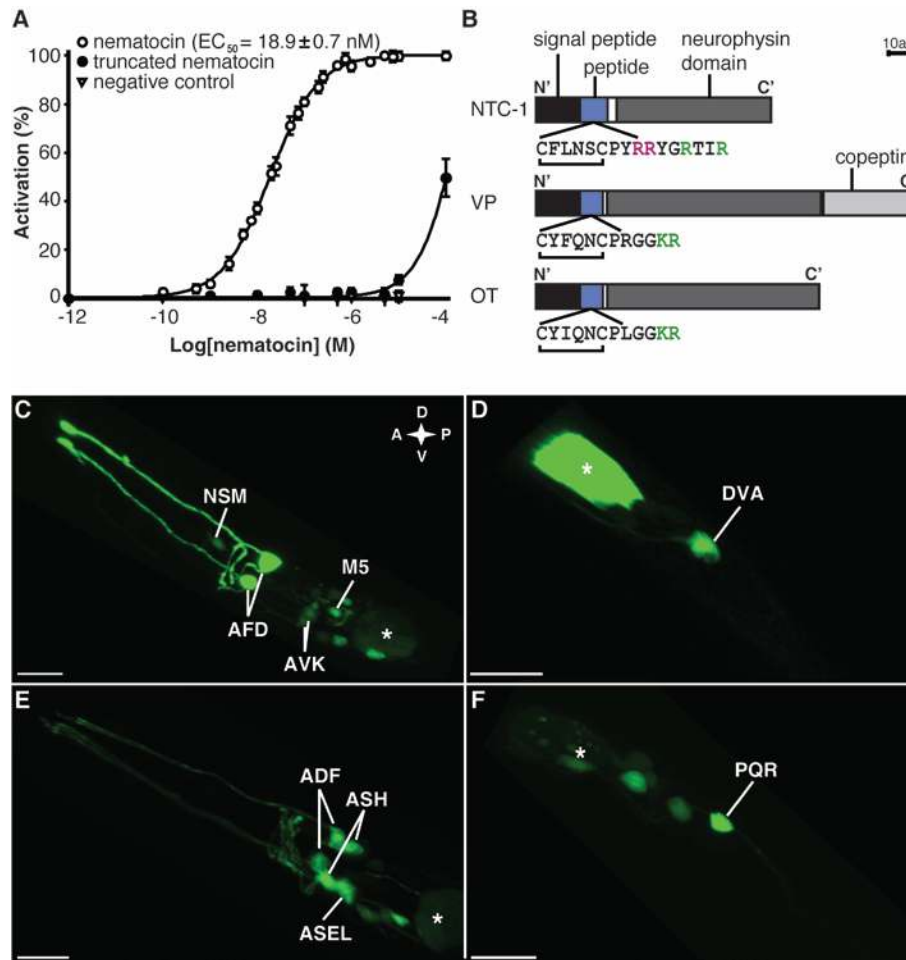 A
nematocin (EC50 = 18.9±0.7 nM)
truncated nematocin
negative control
100
80
60
40
20
0
Activation (%)
-12 -10 -8 -6 -4
Log[nematocin] (M)
B
signal peptide
peptide
neurophysin
domain
10a
N' C'
NTC-1
CFLNSCPYRRYGRTIR
copeptin
N' C
VP
CYFQNCPRGGKR
N' C'
OT
CYIQNCPLGGKR
C
D
A P
V
NSM
M5
AFD
AVK
*
D
*
DVA
E
ADF
ASH
ASEL
*
F
*
PQR